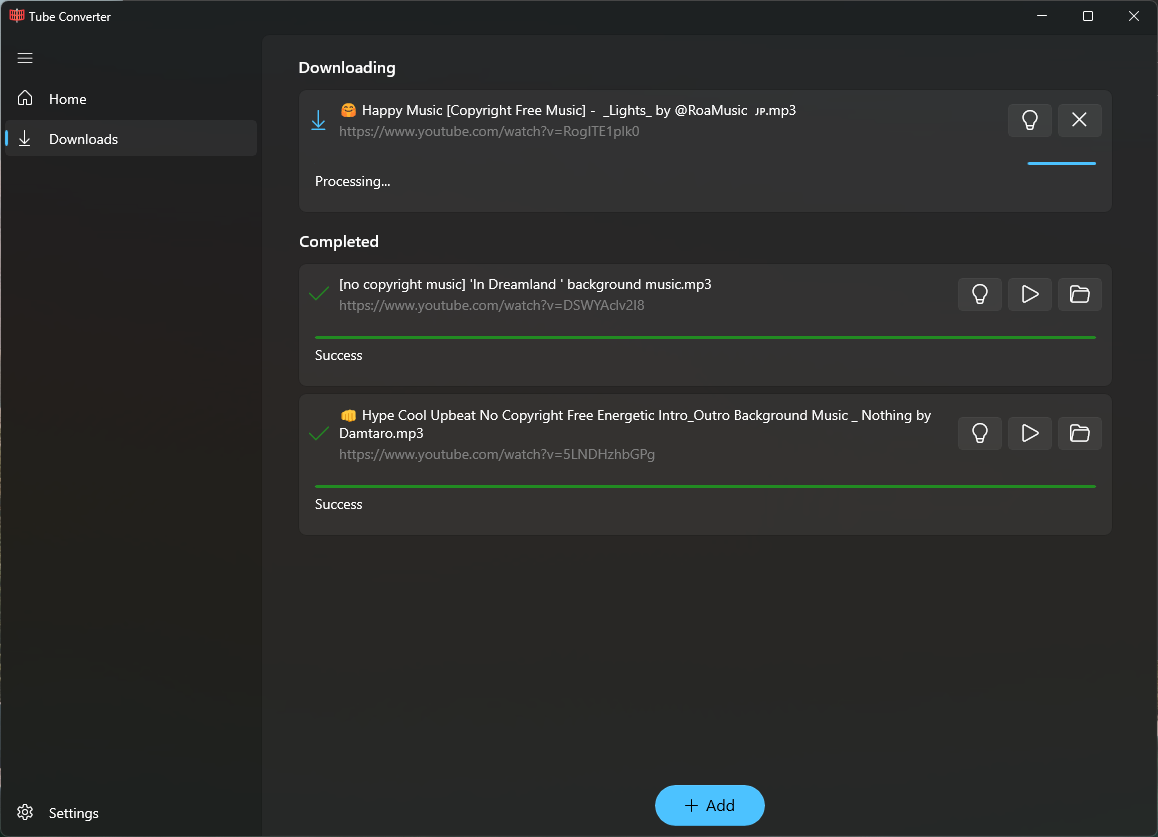 Tube Converter
Home
Downloads
Settings
Downloading
🤗 Happy Music [Copyright Free Music] - _Lights_ by @RoaMusic JP.mp3
https://www.youtube.com/watch?v=RogITE1plk0
Processing...
Completed
[no copyright music] 'In Dreamland ' background music.mp3
https://www.youtube.com/watch?v=DSWYAclv2I8
Success
👊 Hype Cool Upbeat No Copyright Free Energetic Intro_Outro Background Music _ Nothing by
Damtaro.mp3
https://www.youtube.com/watch?v=5LNDHzhbGPg
Success
Add